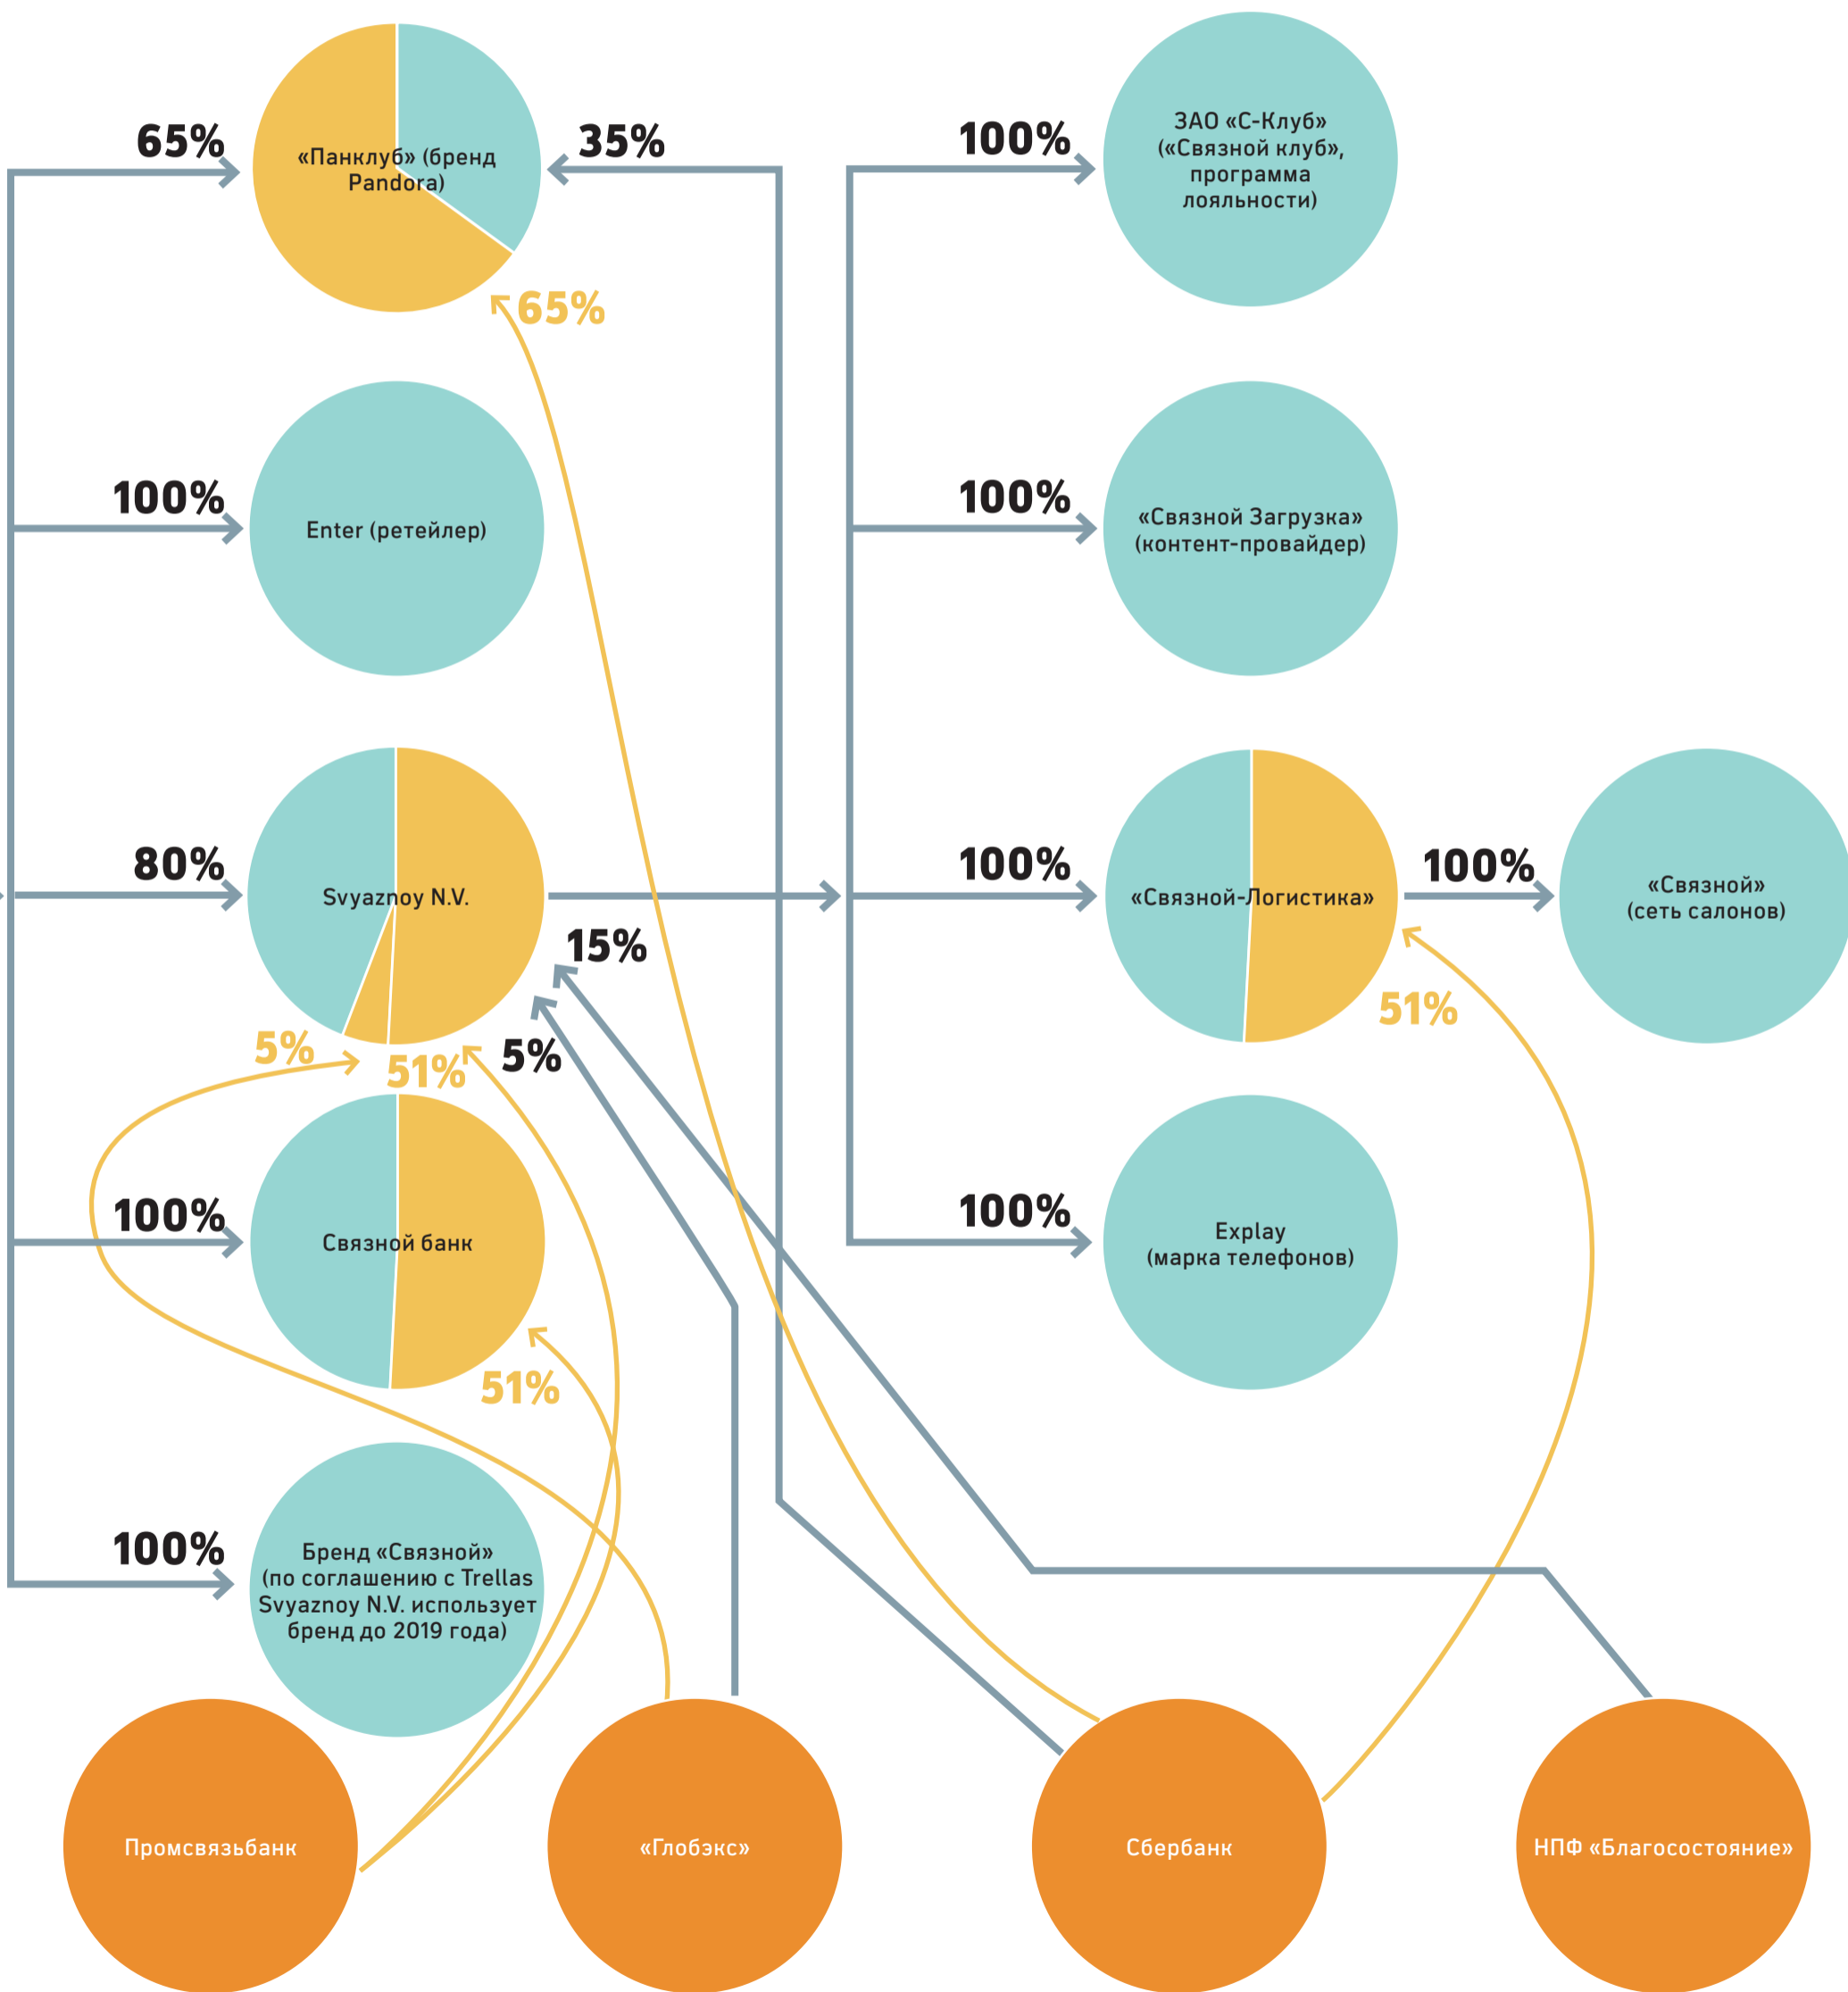 65%
«Панклуб» (бренд
Pandora)
35%
65%
100%
ЗАО «С-Клуб»
(«Связной клуб»,
программа
лояльности)
100%
Enter (ретейлер)
100%
«Связной Загрузка»
(контент-провайдер)
80%
Svyaznoy N.V.
15%
5%
5%
51%
100%
«Связной-Логистика»
51%
100%
«Связной»
(сеть салонов)
100%
Связной банк
51%
100%
Explay
(марка телефонов)
100%
Бренд «Связной»
(по соглашению с Trellas
Svyaznoy N.V. использует
бренд до 2019 года)
Промсвязьбанк
«Глобэкс»
Сбербанк
НПФ «Благосостояние»